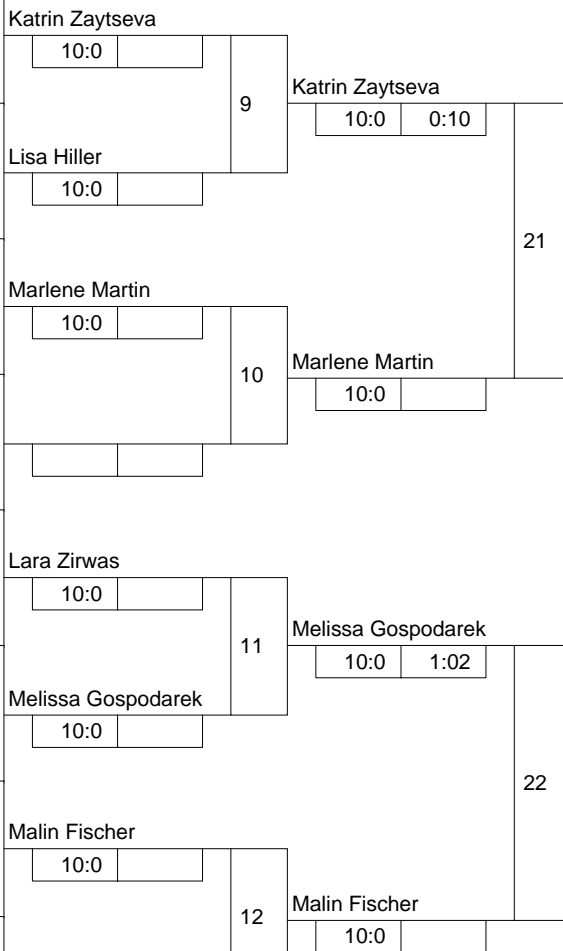 Katrin Zaytseva
10:0
9
Katrin Zaytseva
10:0 0:10
Lisa Hiller
10:0
21
Marlene Martin
10:0
10
Marlene Martin
10:0
Lara Zirwas
10:0
11
Melissa Gospodarek
10:0 1:02
Melissa Gospodarek
10:0
22
Malin Fischer
10:0
12
Malin Fischer
10:0